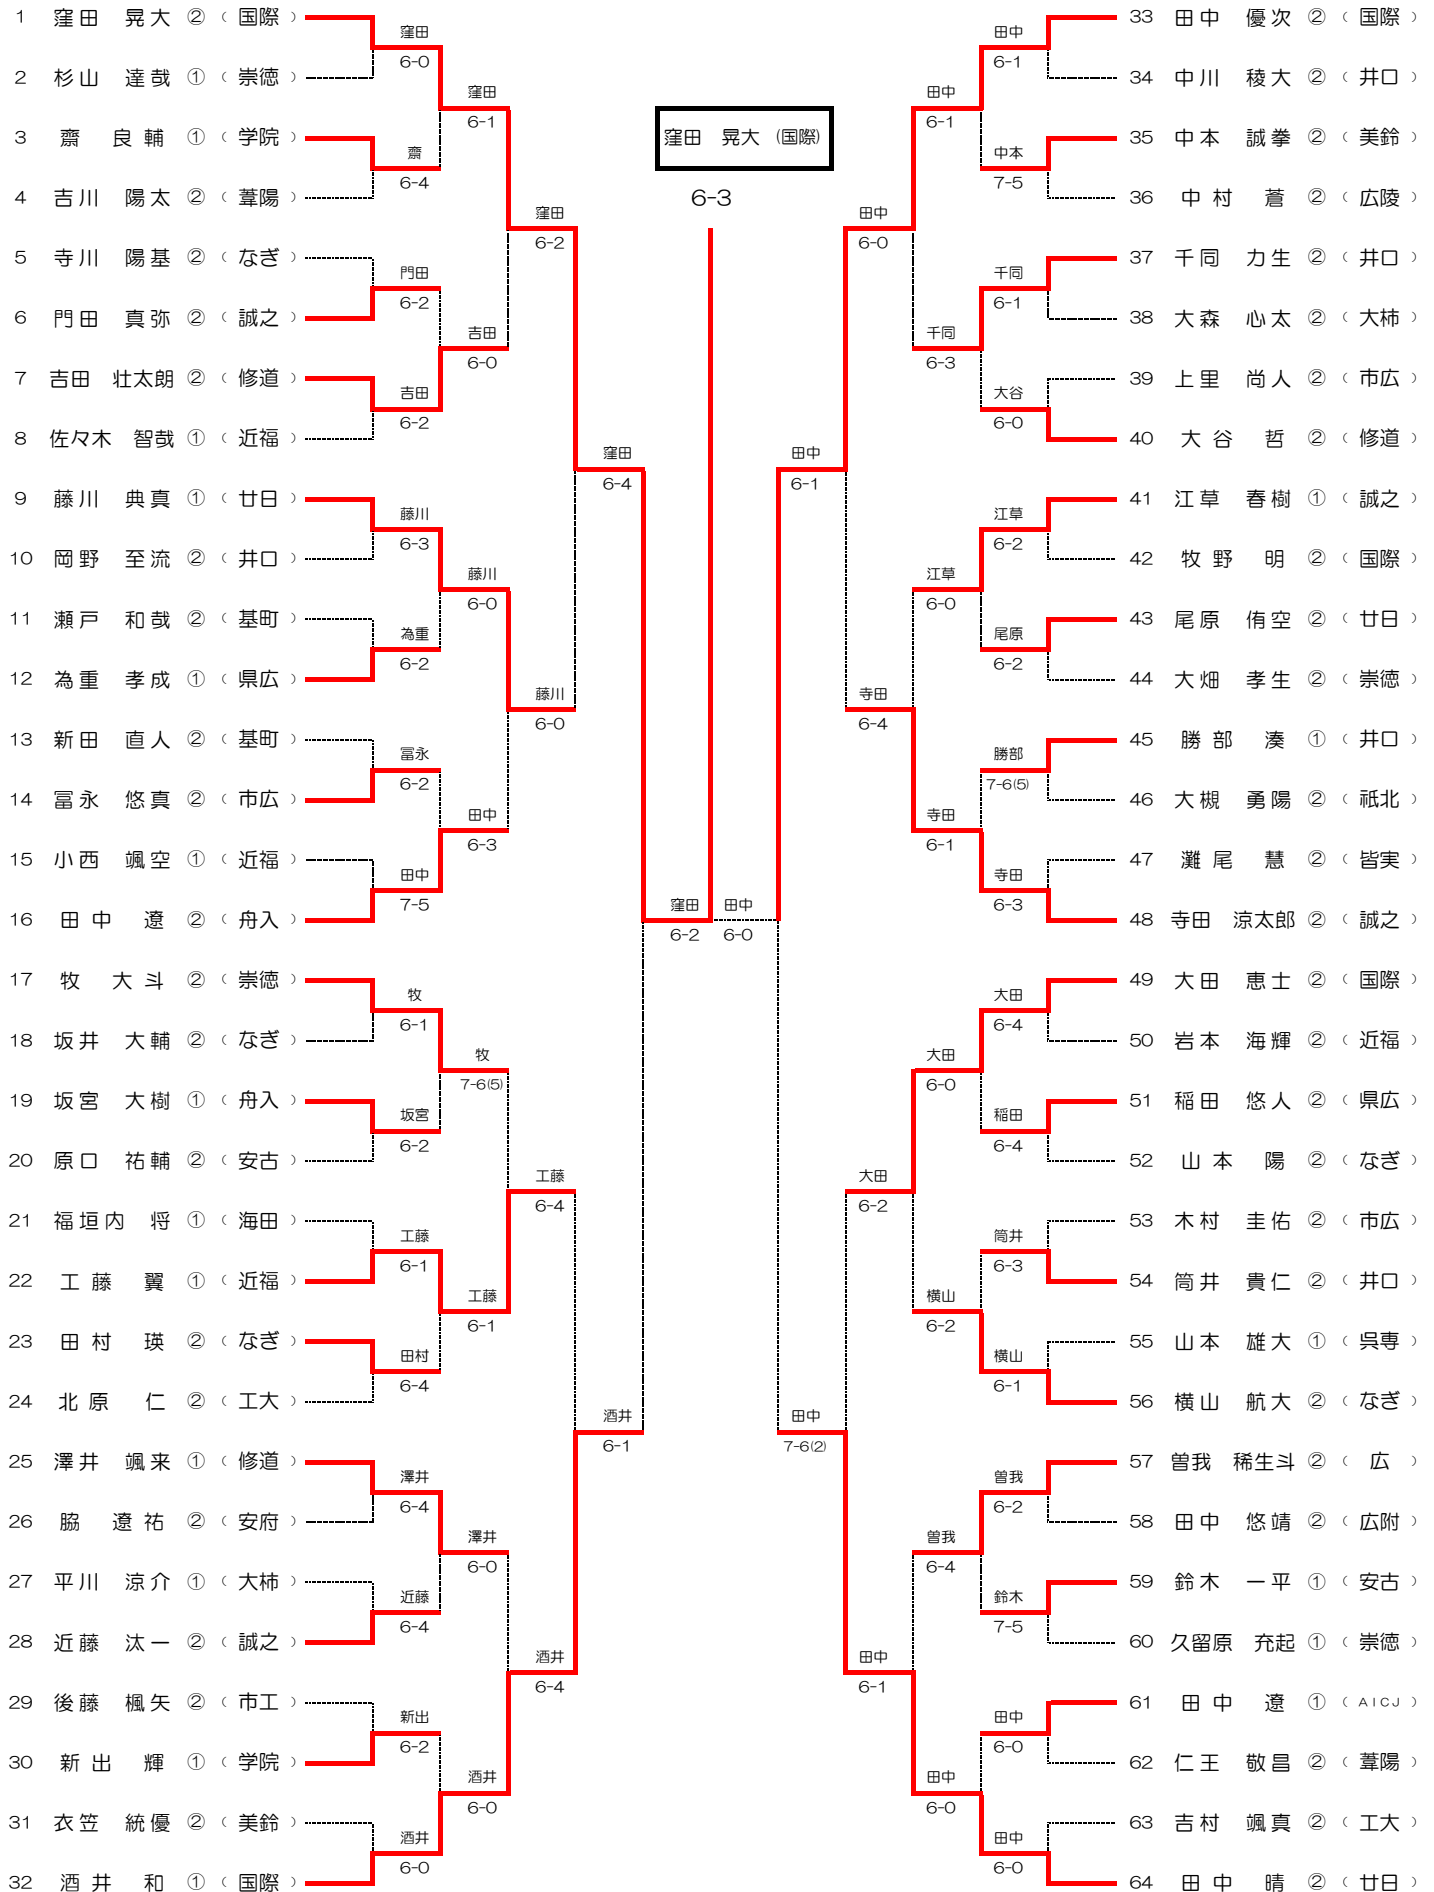 1 窪田 晃大 ② （ 国際 ）
2 杉山 達哉 ① （ 崇徳 ）
3 齋 良輔 ① （ 学院 ）
4 吉川 陽太 ② （ 葦陽 ）
5 寺川 陽基 ② （ なぎ ）
6 門田 真弥 ② （ 誠之 ）
7 吉田 壮太朗 ② （ 修道 ）
8 佐々木 智哉 ① （ 近福 ）
9 藤川 典真 ① （ 廿日 ）
10 岡野 至流 ② （ 井口 ）
11 瀬戸 和哉 ② （ 基町 ）
12 為重 孝成 ① （ 県広 ）
13 新田 直人 ② （ 基町 ）
14 冨永 悠真 ② （ 市広 ）
15 小西 颯空 ① （ 近福 ）
16 田中 遼 ② （ 舟入 ）
17 牧 大斗 ② （ 崇徳 ）
18 坂井 大輔 ② （ なぎ ）
19 坂宮 大樹 ① （ 舟入 ）
20 原口 祐輔 ② （ 安古 ）
21 福垣内 将 ① （ 海田 ）
22 工藤 翼 ① （ 近福 ）
23 田村 瑛 ② （ なぎ ）
24 北原 仁 ② （ 工大 ）
25 澤井 颯来 ① （ 修道 ）
26 脇 遼祐 ② （ 安府 ）
27 平川 涼介 ① （ 大柿 ）
28 近藤 汰一 ② （ 誠之 ）
29 後藤 楓矢 ② （ 市工 ）
30 新出 輝 ① （ 学院 ）
31 衣笠 統優 ② （ 美鈴 ）
32 酒井 和 ① （ 国際 ）
窪田
6-0
齋
6-4
門田
6-2
吉田
6-2
藤川
6-3
為重
6-2
冨永
6-2
田中
7-5
牧
6-1
坂宮
6-2
工藤
6-1
田村
6-4
澤井
6-4
近藤
6-4
新出
6-2
酒井
6-0
窪田
6-1
吉田
6-0
藤川
6-0
田中
6-3
牧
7-6(5)
工藤
6-1
澤井
6-0
酒井
6-0
窪田
6-2
藤川
6-0
工藤
6-4
酒井
6-4
窪田
6-4
酒井
6-1
窪田
6-2
窪田 晃大 （国際）
6-3
田中
6-0
田中
6-1
田中
7-6(2)
田中
6-0
寺田
6-4
大田
6-2
田中
6-1
田中
6-1
千同
6-3
江草
6-0
寺田
6-1
大田
6-0
横山
6-2
曽我
6-4
田中
6-0
田中
6-1
中本
7-5
千同
6-1
大谷
6-0
江草
6-2
尾原
6-2
勝部
7-6(5)
寺田
6-3
大田
6-4
稲田
6-4
筒井
6-3
横山
6-1
曽我
6-2
鈴木
7-5
田中
6-0
田中
6-0
33 田中 優次 ② （ 国際 ）
34 中川 稜大 ② （ 井口 ）
35 中本 誠拳 ② （ 美鈴 ）
36 中村 蒼 ② （ 広陵 ）
37 千同 力生 ② （ 井口 ）
38 大森 心太 ② （ 大柿 ）
39 上里 尚人 ② （ 市広 ）
40 大谷 哲 ② （ 修道 ）
41 江草 春樹 ① （ 誠之 ）
42 牧野 明 ② （ 国際 ）
43 尾原 侑空 ② （ 廿日 ）
44 大畑 孝生 ② （ 崇徳 ）
45 勝部 湊 ① （ 井口 ）
46 大槻 勇陽 ② （ 祇北 ）
47 灘尾 慧 ② （ 皆実 ）
48 寺田 涼太郎 ② （ 誠之 ）
49 大田 恵士 ② （ 国際 ）
50 岩本 海輝 ② （ 近福 ）
51 稲田 悠人 ② （ 県広 ）
52 山本 陽 ② （ なぎ ）
53 木村 圭佑 ② （ 市広 ）
54 筒井 貴仁 ② （ 井口 ）
55 山本 雄大 ① （ 呉専 ）
56 横山 航大 ② （ なぎ ）
57 曽我 稀生斗 ② （ 広 ）
58 田中 悠靖 ② （ 広附 ）
59 鈴木 一平 ① （ 安古 ）
60 久留原 充起 ① （ 崇徳 ）
61 田中 遼 ① （ AICJ ）
62 仁王 敬昌 ② （ 葦陽 ）
63 吉村 颯真 ② （ 工大 ）
64 田中 晴 ② （ 廿日 ）